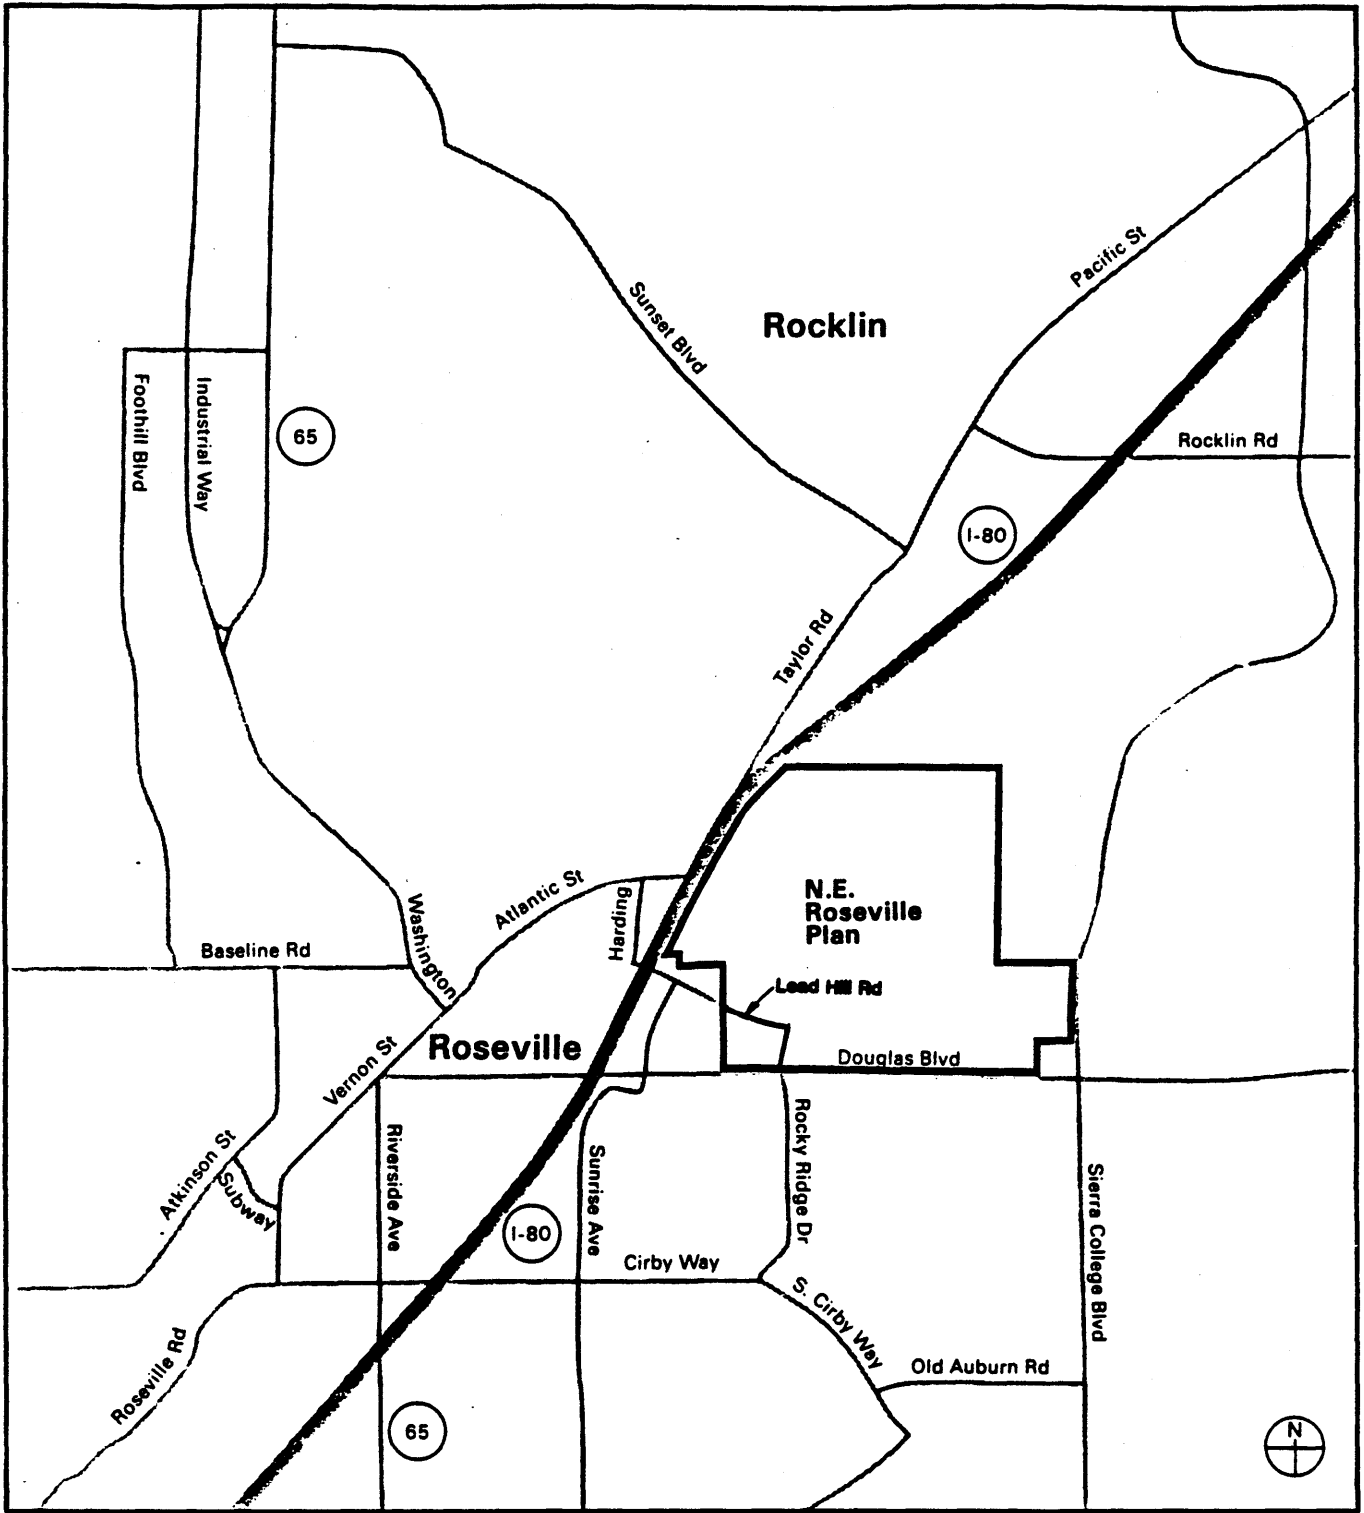 Pacific St
Sunset Blvd
Rocklin
Foothill Blvd
Industrial Way
65
Rocklin Rd
I-80
Taylor Rd
Atlantic St
Harding
N.E.
Roseville
Plan
Washington
Baseline Rd
Lead Hill Rd
Roseville
Vernon St
Douglas Blvd
Atkinson St
Subway
Riverside Ave
Sunrise Ave
Rocky Ridge Dr
Sierra College Blvd
I-80
Cirby Way
S. Cirby Way
Roseville Rd
Old Auburn Rd
65
N